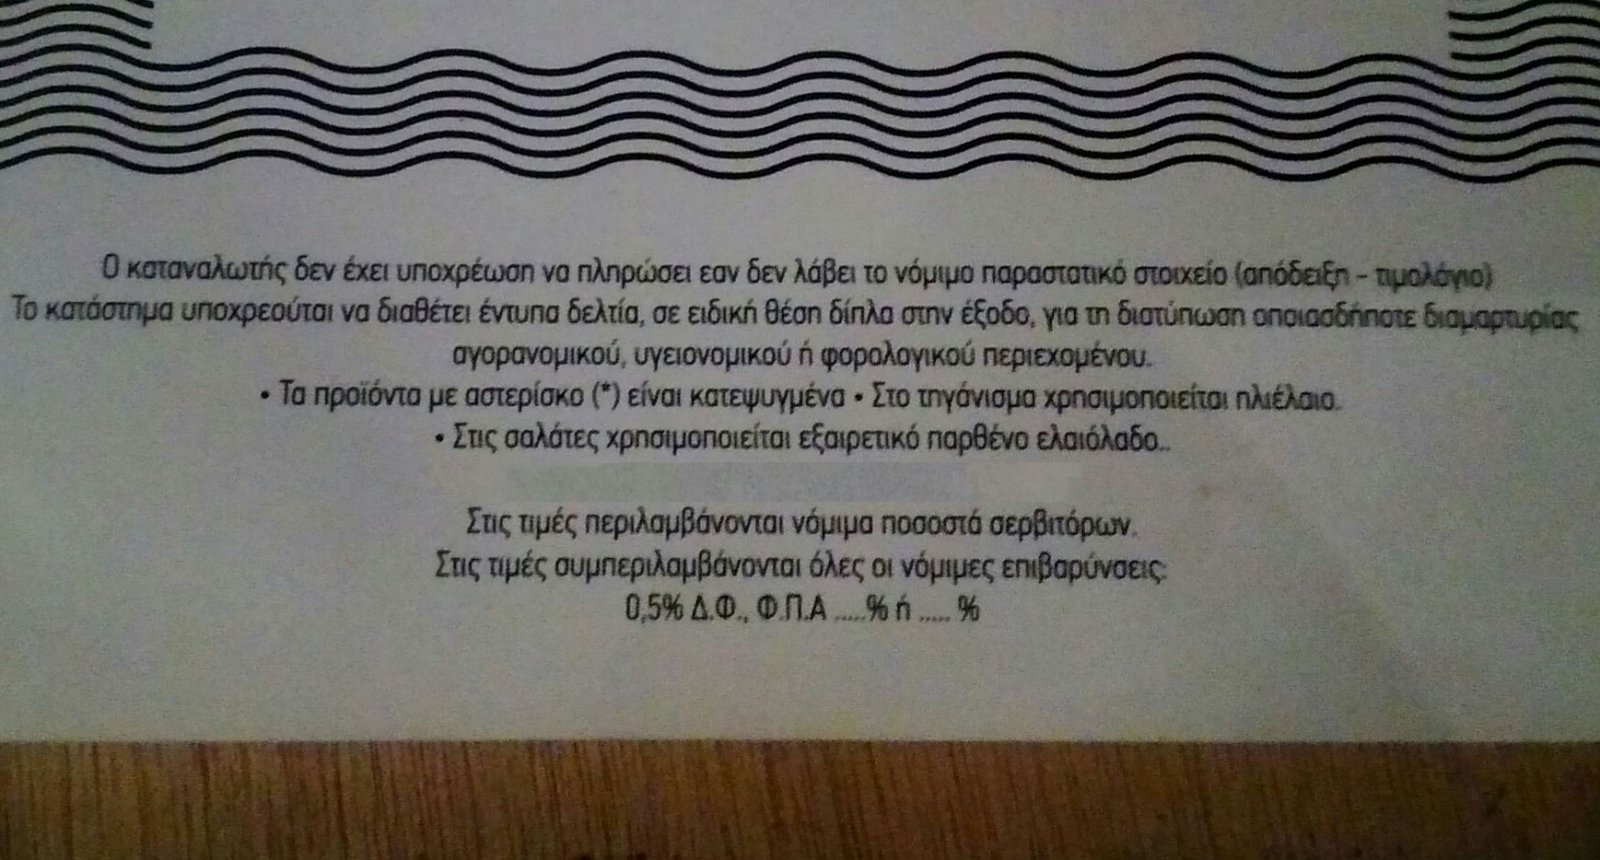 Ο καταναλωτής δεν έχει υποχρέωση να πληρώσει εαν δεν λάβει το νόμιμο παραστατικό στοιχείο (απόδειξη - τιμολόγιο)
Το κατάστημα υποχρεούται να διαθέτει έντυπα δελτία, σε ειδική θέση δίπλα στην έξοδο, για τη διατύπωση οποιασδήποτε διαμαρτυρίας
αγορανομικού, υγειονομικού ή φορολογικού περιεχομένου.
• Τα προϊόντα με αστερίσκο (*) είναι κατεψυγμένα • Στο τηγάνισμα χρησιμοποιείται ηλιέλαιο.
• Στις σαλάτες χρησιμοποιείται εξαιρετικό παρθένο ελαιόλαδο..
Στις τιμές περιλαμβάνονται νόμιμα ποσοστά σερβιτόρων.
Στις τιμές συμπεριλαμβάνονται όλες οι νόμιμες επιβαρύνσεις:
0,5% Δ.Φ., Φ.Π.Α .....% ή ..... %